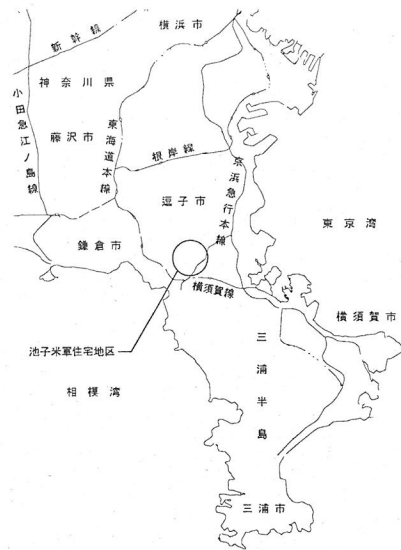 横浜市
新幹線
神奈川県
小田急江ノ島線
藤沢市
東海道本線
根岸線
京浜急行本線
逗子市
東京湾
鎌倉市
横須賀線
横須賀市
池子米軍住宅地区
三浦半島
相模湾
三浦市